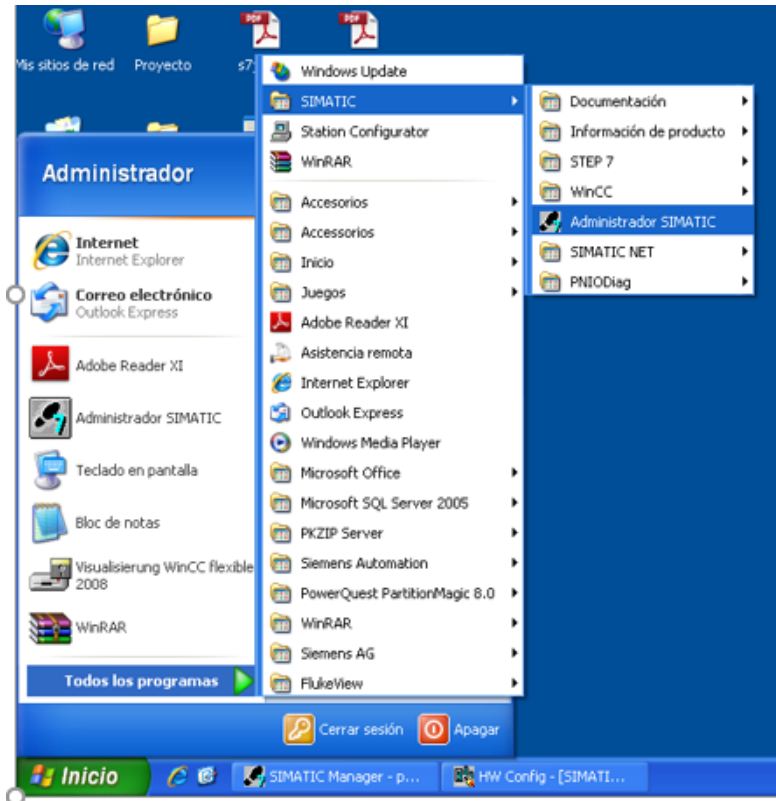 Mis sitios de red
Proyecto
s7
Administrador
Internet
Internet Explorer
Correo electrónico
Outlook Express
Adobe Reader XI
Administrador SIMATIC
Teclado en pantalla
Bloc de notas
Visualisierung WinCC flexible
2008
WinRAR
Todos los programas
Windows Update
SIMATIC
Station Configurator
WinRAR
Accesorios
Accessorios
Inicio
Juegos
Adobe Reader XI
Asistencia remota
Internet Explorer
Outlook Express
Windows Media Player
Microsoft Office
Microsoft SQL Server 2005
PKZIP Server
Siemens Automation
PowerQuest PartitionMagic 8.0
WinRAR
Siemens AG
FlukeView
Documentación
Información de producto
STEP 7
WinCC
Administrador SIMATIC
SIMATIC NET
PNIODiag
Cerrar sesión
Apagar
Inicio
SIMATIC Manager - p...
HW Config - [SIMATI...
PDF
PDF